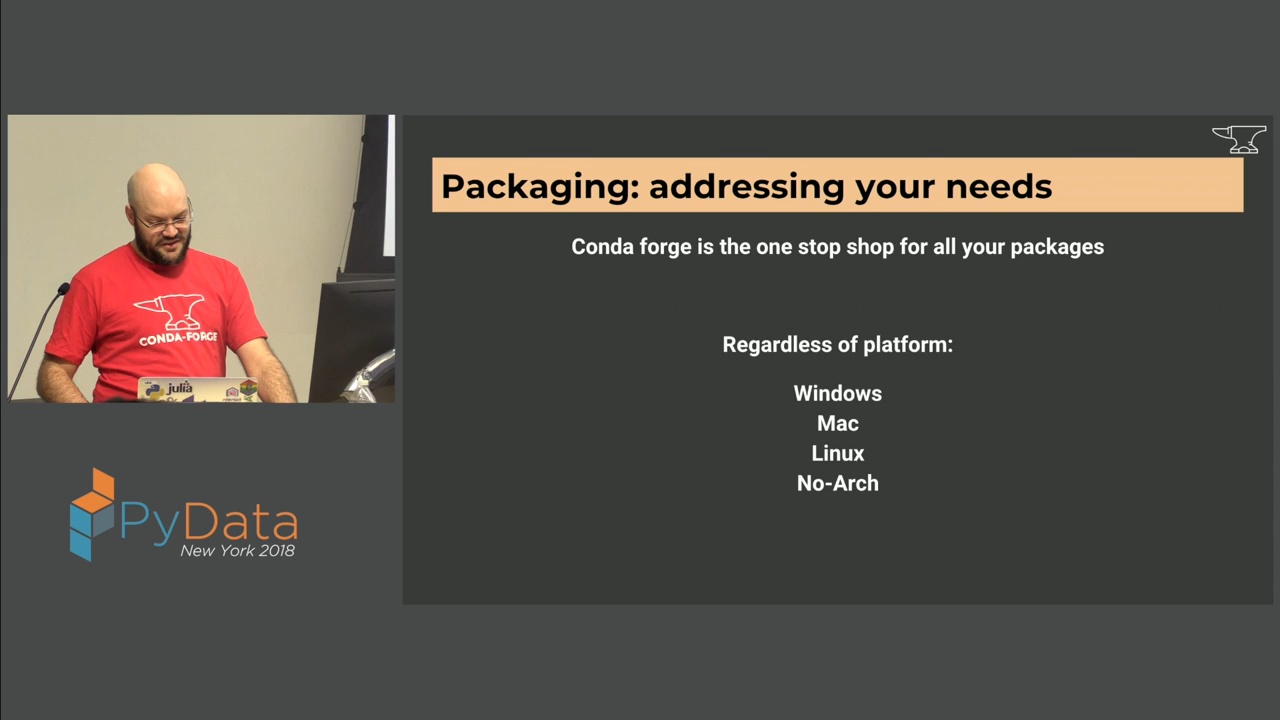 Packaging: addressing your needs
Conda forge is the one stop shop for all your packages
Regardless of platform:
Windows
Mac
Linux
No-Arch
CONDA-FORGE
julia
PyData
New York 2018